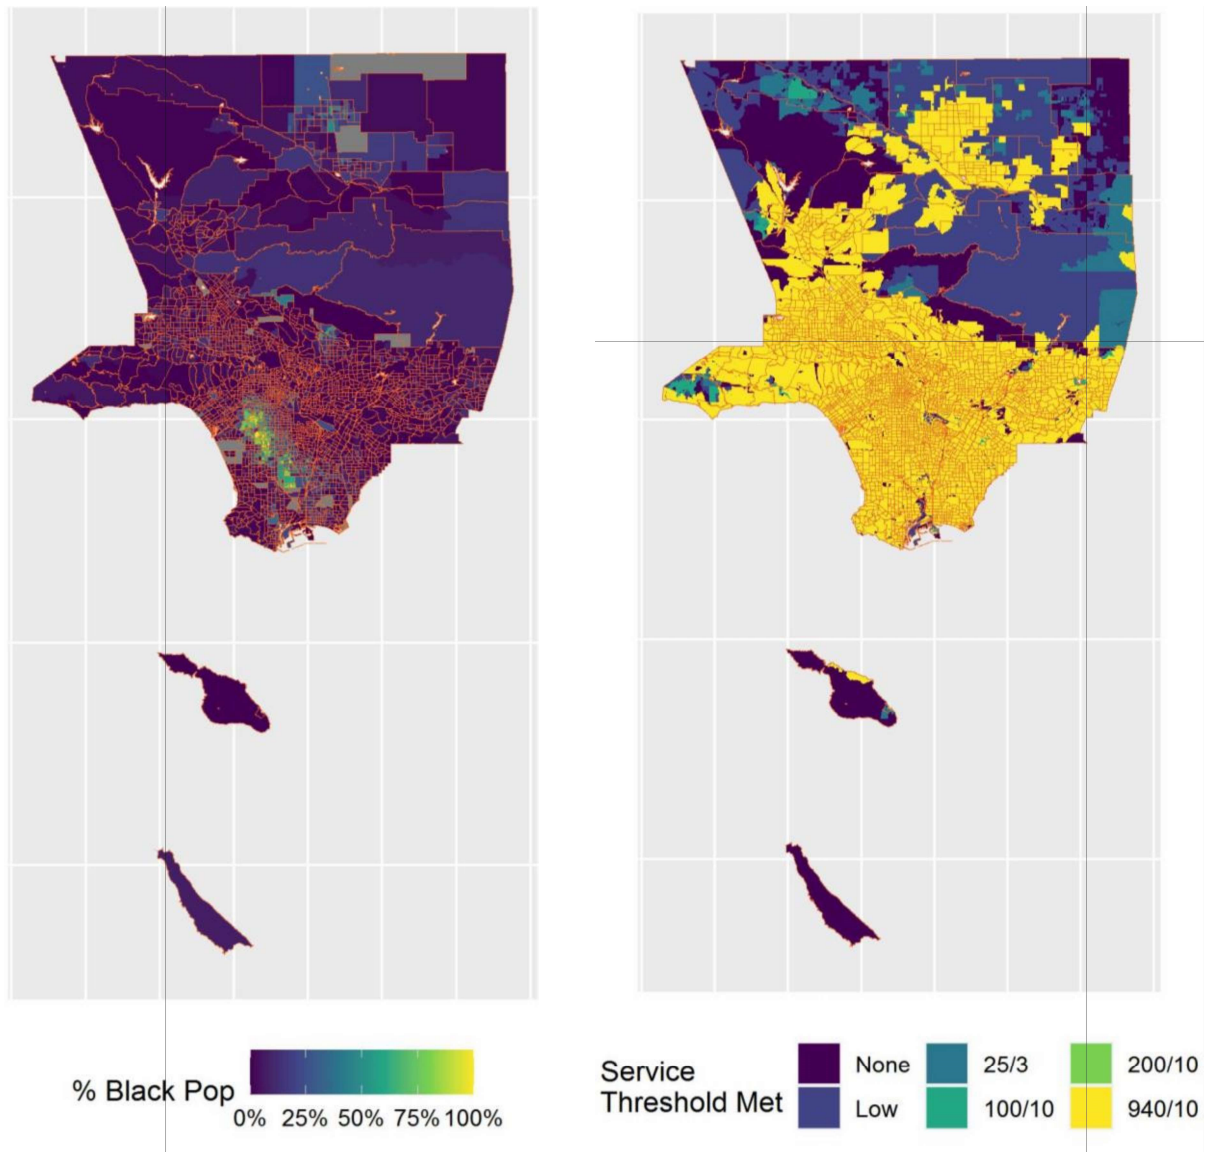 % Black Pop
0% 25% 50% 75% 100%
Service
Threshold Met
None 25/3 200/10
Low 100/10 940/10